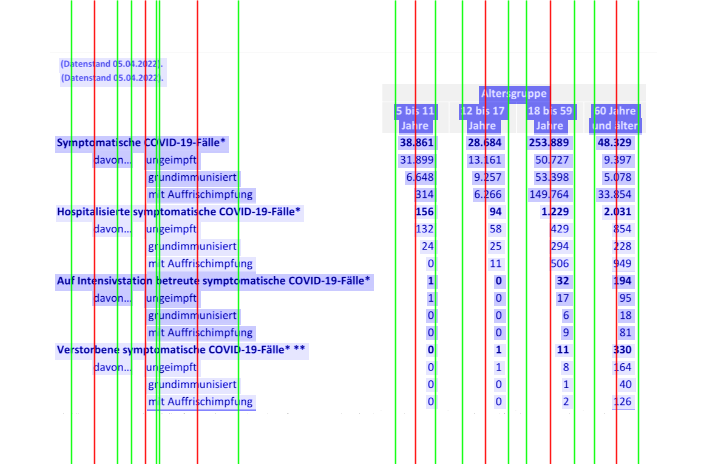 (Datenstand 05.04.2022).
(Datenstand 05.04.2022).
Altersgruppe
5 bis 11 12 bis 17 18 bis 59 60 Jahre
Jahre Jahre Jahre und älter
Symptomatische COVID-19-Fälle* 38.861 28.684 253.889 48.329
davon... ungeimpft 31.899 13.161 50.727 9.397
grundimmunisiert 6.648 9.257 53.398 5.078
mit Auffrischimpfung 314 6.266 149.764 33.854
Hospitalisierte symptomatische COVID-19-Fälle* 156 94 1.229 2.031
davon... ungeimpft 132 58 429 854
grundimmunisiert 24 25 294 228
mit Auffrischimpfung 0 11 506 949
Auf Intensivstation betreute symptomatische COVID-19-Fälle* 1 0 32 194
davon... ungeimpft 1 0 17 95
grundimmunisiert 0 0 6 18
mit Auffrischimpfung 0 0 9 81
Verstorbene symptomatische COVID-19-Fälle* ** 0 1 11 330
davon... ungeimpft 0 1 8 164
grundimmunisiert 0 0 1 40
mit Auffrischimpfung 0 0 2 126